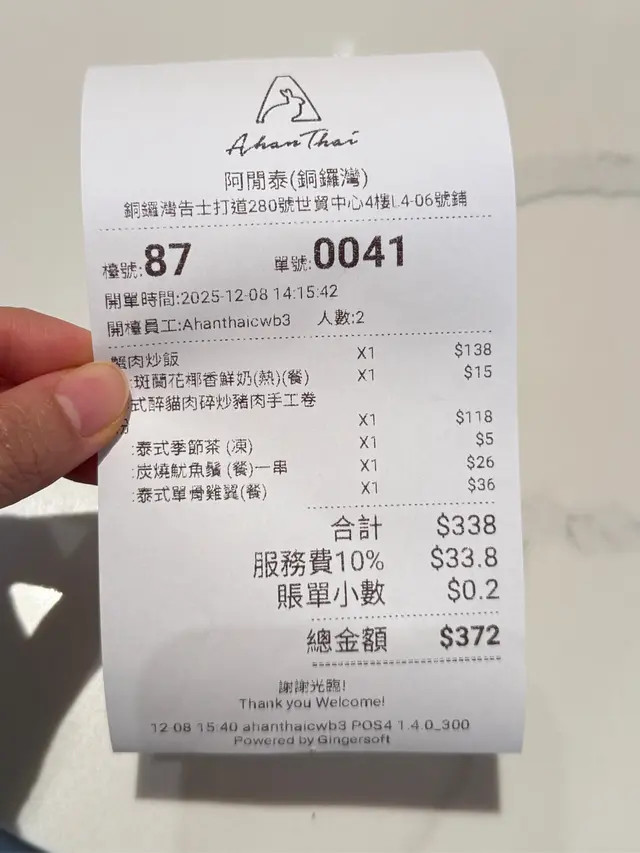 Ahan Thai
阿閒泰(銅鑼灣)
銅鑼灣告士打道280號世貿中心4樓L4-06號鋪
檯號:87 單號:0041
開單時間:2025-12-08 14:15:42
開檯員工:Ahanthaicwb3 人數:2
蟹肉炒飯 X1 $138
:斑蘭花椰香鮮奶(熱)(餐) X1 $15
式醉貓肉碎炒豬肉手工卷
粉 X1 $118
:泰式季節茶 (凍) X1 $5
:炭燒魷魚鬚 (餐)一串 X1 $26
:泰式單骨雞翼(餐) X1 $36
合計 $338
服務費10% $33.8
賬單小數 $0.2
總金額 $372
謝謝光臨!
Thank you Welcome!
12-08 15:40 ahanthaicwb3 POS4 1.4.0_300
Powered by Gingersoft